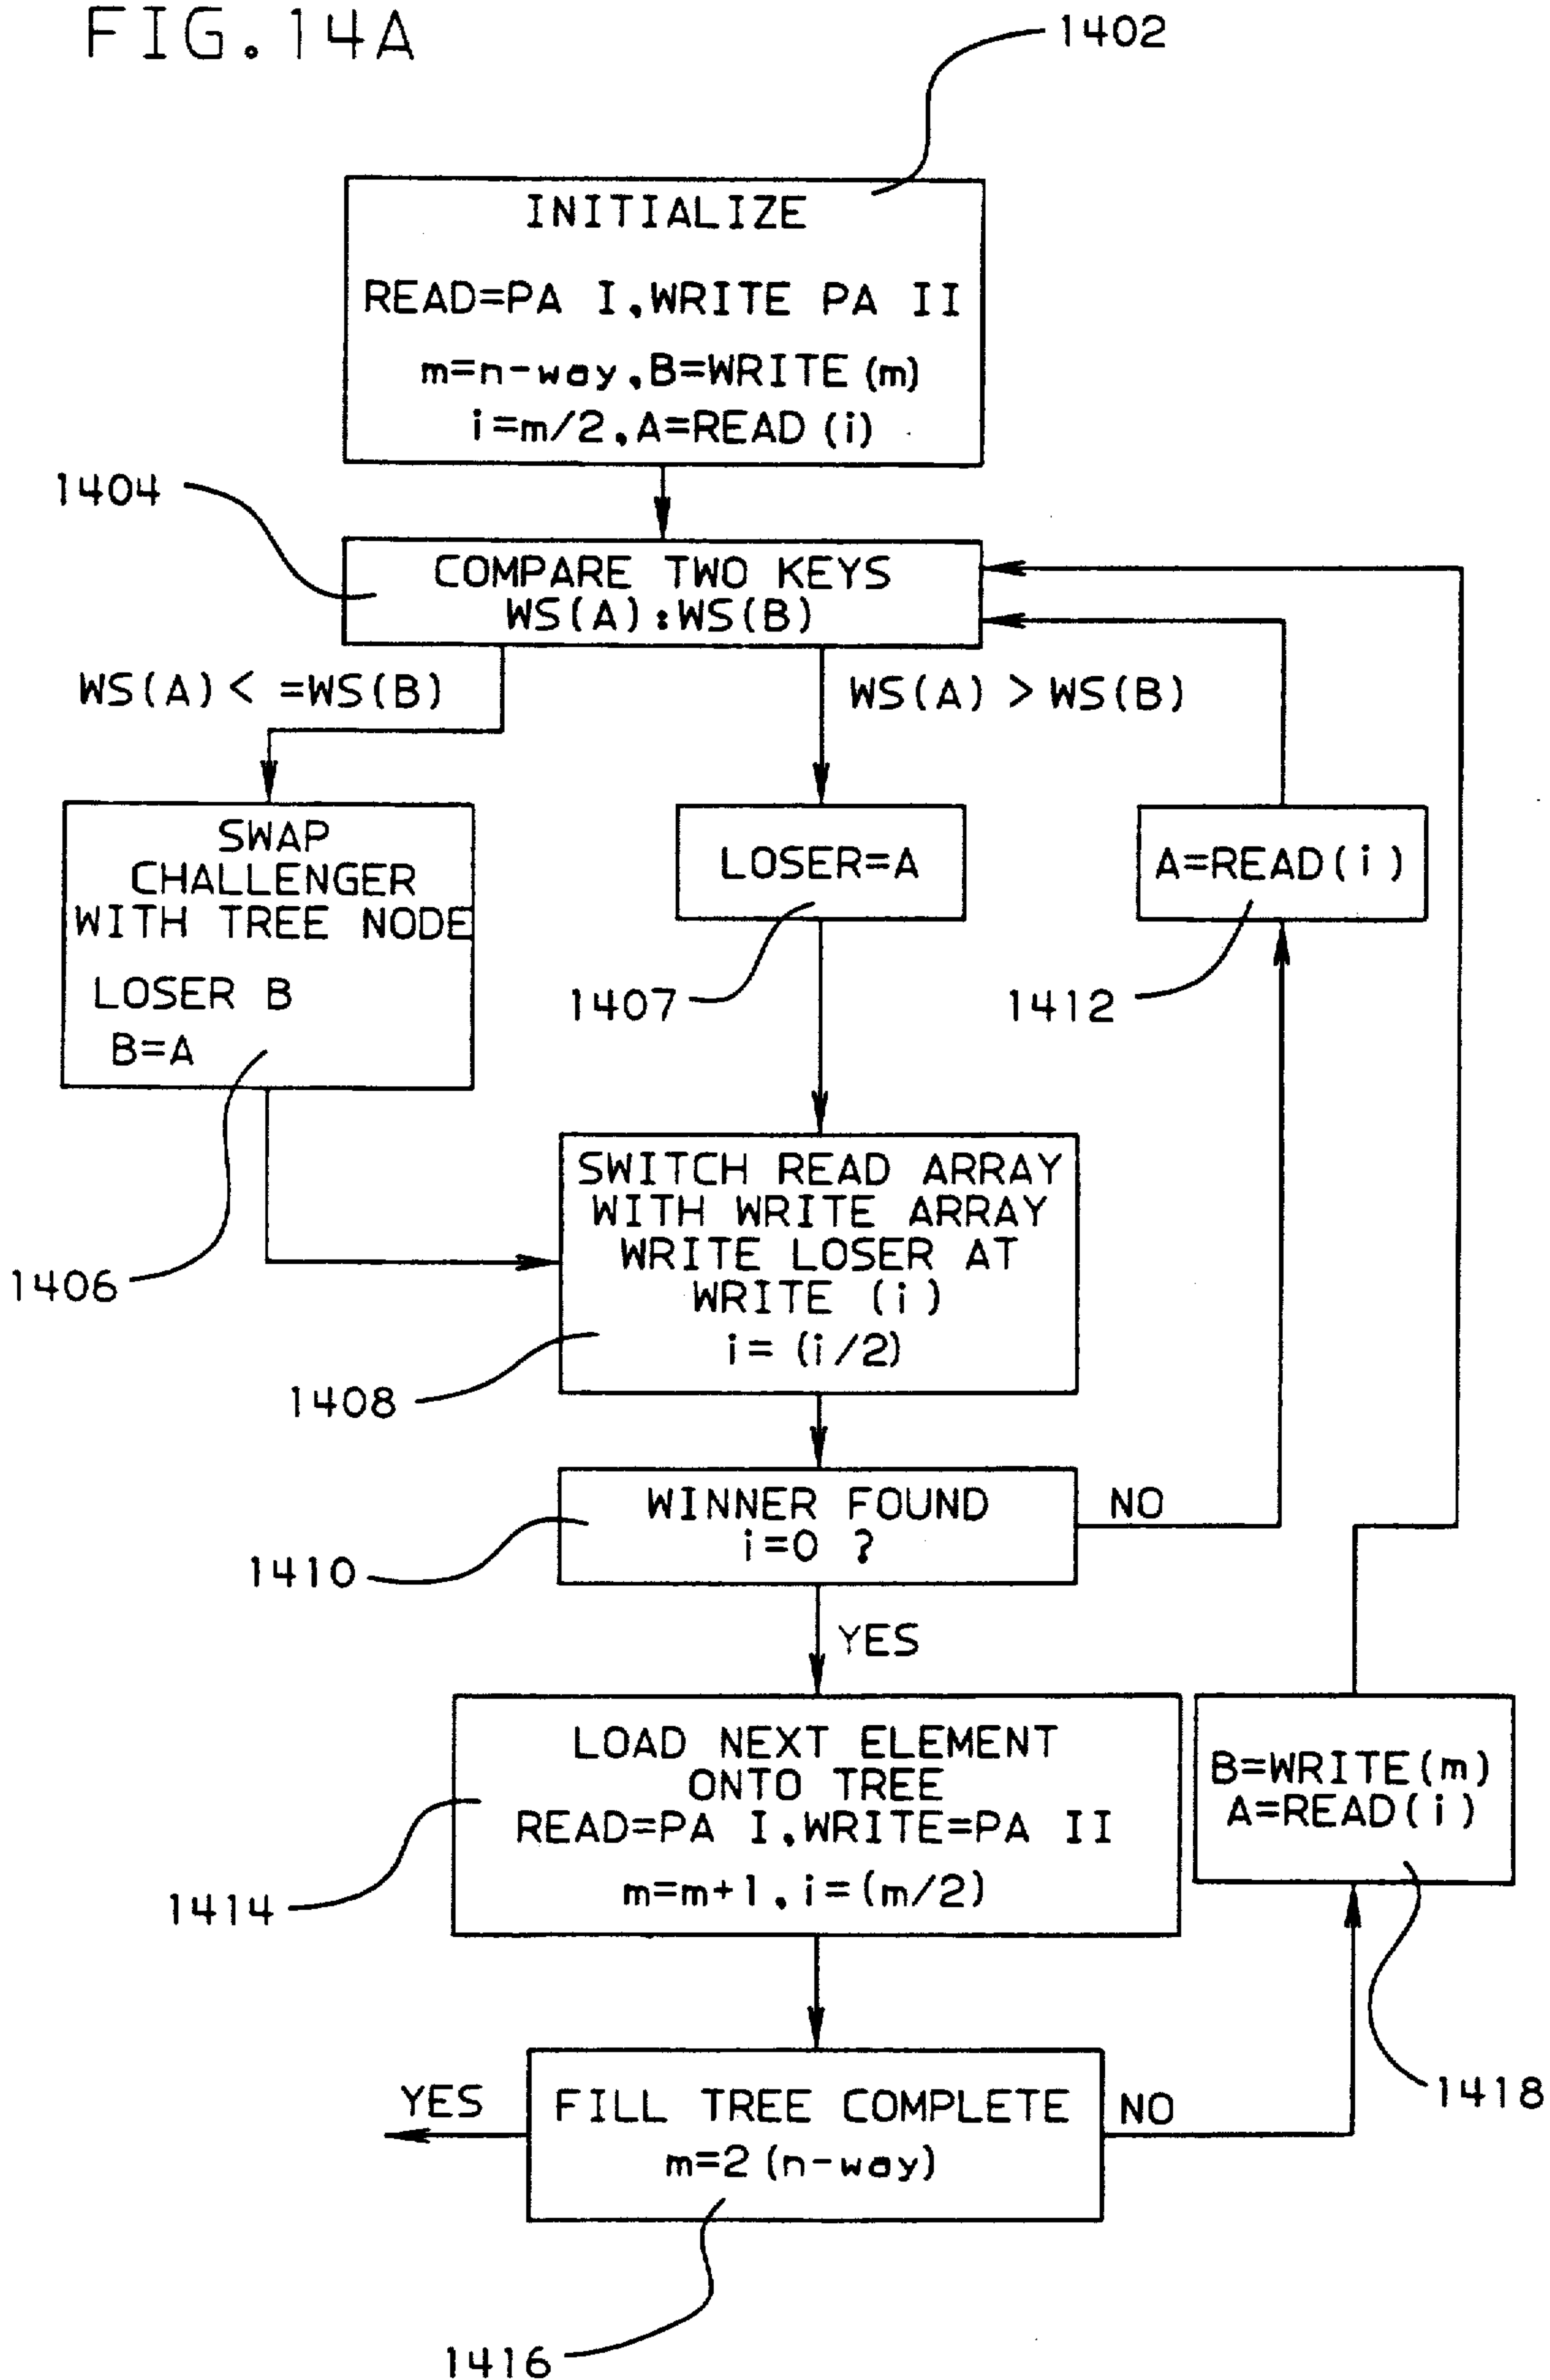 FIG.14A
1402
INITIALIZE
READ=PA I,WRITE PA II
m=n-way,B=WRITE(m)
i=m/2,A=READ(i)
1404
COMPARE TWO KEYS
WS(A):WS(B)
WS(A)< =WS(B)
WS(A) > WS(B)
SWAP
CHALLENGER
WITH TREE NODE
LOSER B
B=A
LOSER=A
A=READ(i)
1407
1412
1406
SWITCH READ ARRAY
WITH WRITE ARRAY
WRITE LOSER AT
WRITE (i)
i= (i/2)
1408
WINNER FOUND
i=0 ?
NO
1410
YES
LOAD NEXT ELEMENT
ONTO TREE
READ=PA I,WRITE=PA II
m=m+1,i=(m/2)
B=WRITE(m)
A=READ(i)
1414
1418
YES
FILL TREE COMPLETE
m=2(n-way)
NO
1416